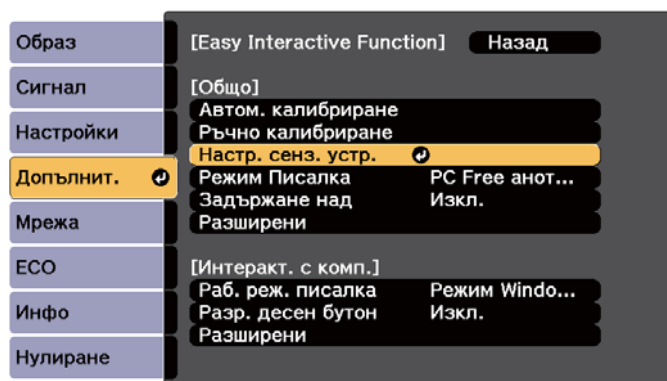 Образ
Сигнал
Настройки
Допълнит.
Мрежа
ECO
Инфо
Нулиране
[Easy Interactive Function] Назад
[Общо]
Автом. калибриране
Ръчно калибриране
Настр. сенз. устр.
Режим Писалка PC Free анот...
Задържане над Изкл.
Разширени
[Интеракт. с комп.]
Раб. реж. писалка Режим Windo...
Разр. десен бутон Изкл.
Разширени